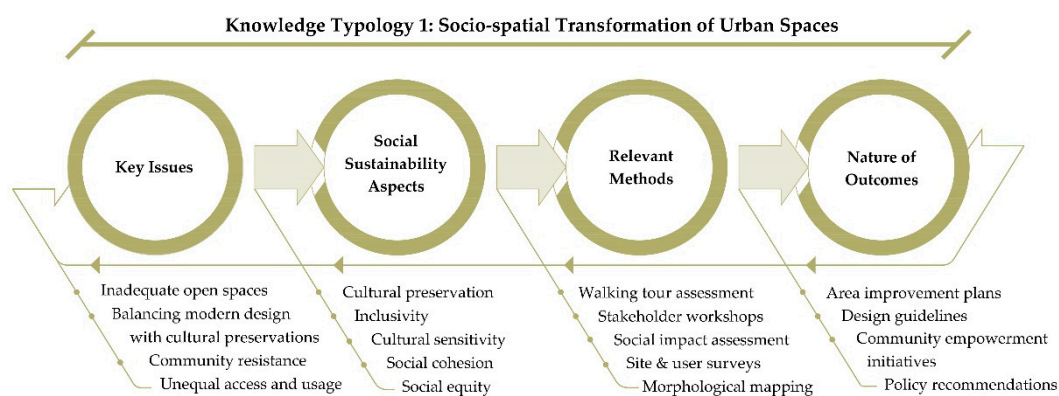 Knowledge Typology 1: Socio-spatial Transformation of Urban Spaces
Key Issues
Social
Sustainability
Aspects
Relevant
Methods
Nature of
Outcomes
Inadequate open spaces
Balancing modern design
with cultural preservations
Community resistance
Unequal access and usage
Cultural preservation
Inclusivity
Cultural sensitivity
Social cohesion
Social equity
Walking tour assessment
Stakeholder workshops
Social impact assessment
Site & user surveys
Morphological mapping
Area improvement plans
Design guidelines
Community empowerment
initiatives
Policy recommendations